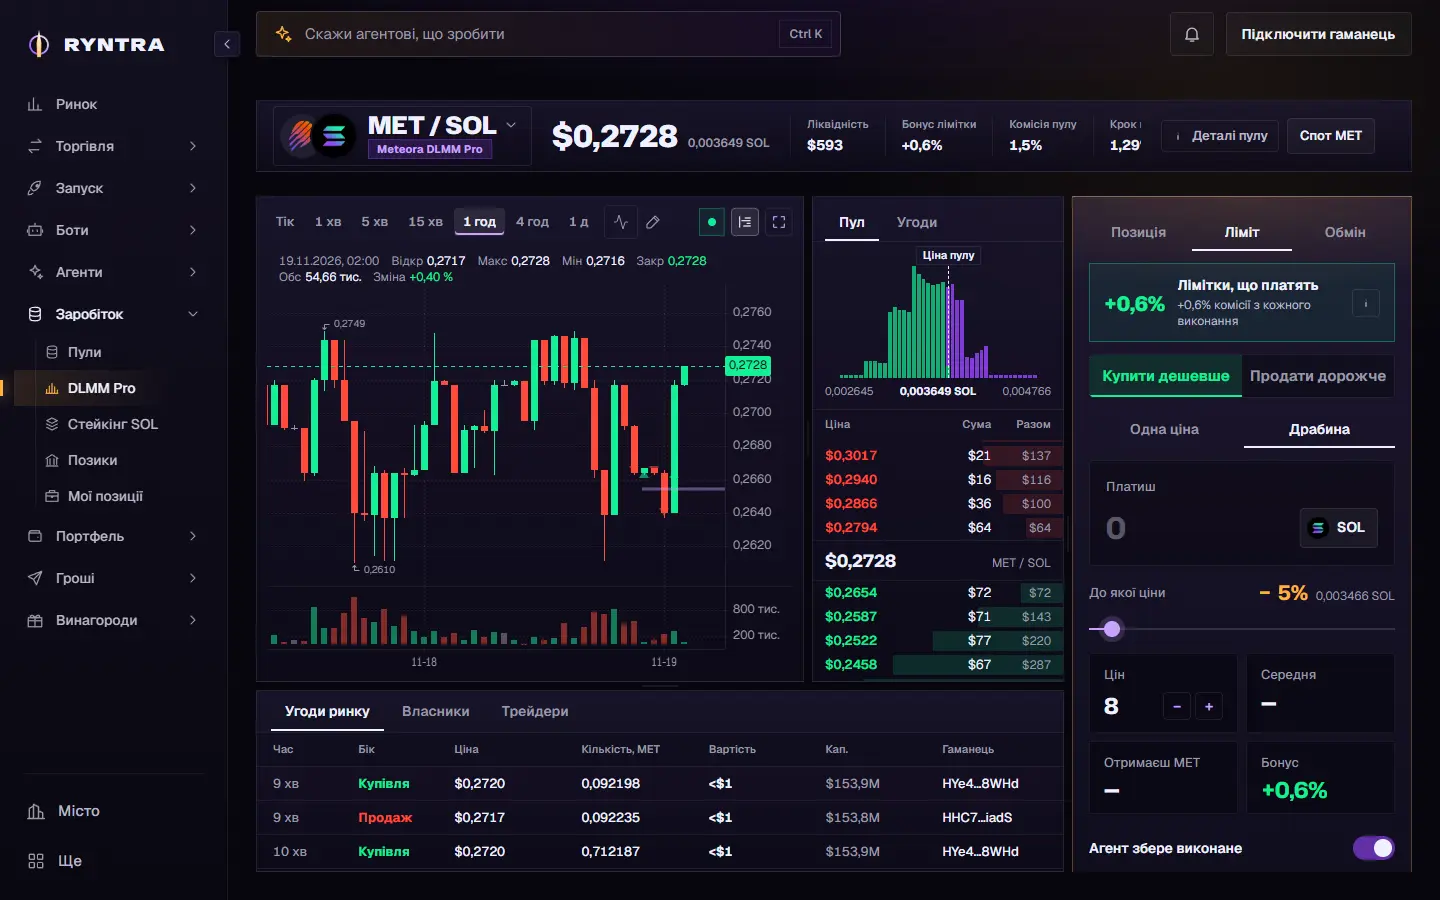 RYNTRA
Скажи агентові, що зробити
Ctrl K
Підключити гаманець
Ринок
Торгівля
Запуск
Боти
Агенти
Заробіток
Пули
DLMM Pro
Стейкінг SOL
Позики
Мої позиції
Портфель
Гроші
Винагороди
Місто
Ще
MET / SOL
Meteora DLMM Pro
$0,2728
0,003649 SOL
Ліквідність
$593
Бонус лімітки
+0,6%
Комісія пулу
1,5%
Крок
1,29
Деталі пулу
Спот MET
Тік 1 хв 5 хв 15 хв 1 год 4 год 1 д
19.11.2026, 02:00 Відкр 0,2717 Макс 0,2728 Мін 0,2716 Закр 0,2728
Обс 54,66 тис. Зміна +0,40 %
0,2749
0,2610
0,2760
0,2740
0,2728
0,2720
0,2700
0,2680
0,2660
0,2640
0,2620
800 тис.
200 тис.
11-18 11-19
Пул Угоди
Ціна пулу
0,002645 0,003649 SOL 0,004766
Ціна Сума Разом
$0,3017 $21 $137
$0,2940 $16 $116
$0,2866 $36 $100
$0,2794 $64 $64
$0,2728 MET / SOL
$0,2654 $72 $72
$0,2587 $71 $143
$0,2522 $77 $220
$0,2458 $67 $287
Угоди ринку Власники Трейдери
Час Бік Ціна Кількість, MET Вартість Кап. Гаманець
9 хв Купівля $0,2720 0,092198 <$1 $153,9M HYe4...8WHd
9 хв Продаж $0,2717 0,092235 <$1 $153,8M HHC7...iadS
10 хв Купівля $0,2720 0,712187 <$1 $153,9M HYe4...8WHd
Позиція Ліміт Обмін
+0,6%
Лімітки, що платять
+0,6% комісії з кожного
виконання
Купити дешевше Продати дорожче
Одна ціна Драбина
Платиш
0
SOL
До якої ціни − 5% 0,003466 SOL
Цін
8 − +
Середня
—
Отримаєш MET
—
Бонус
+0,6%
Агент збере виконане